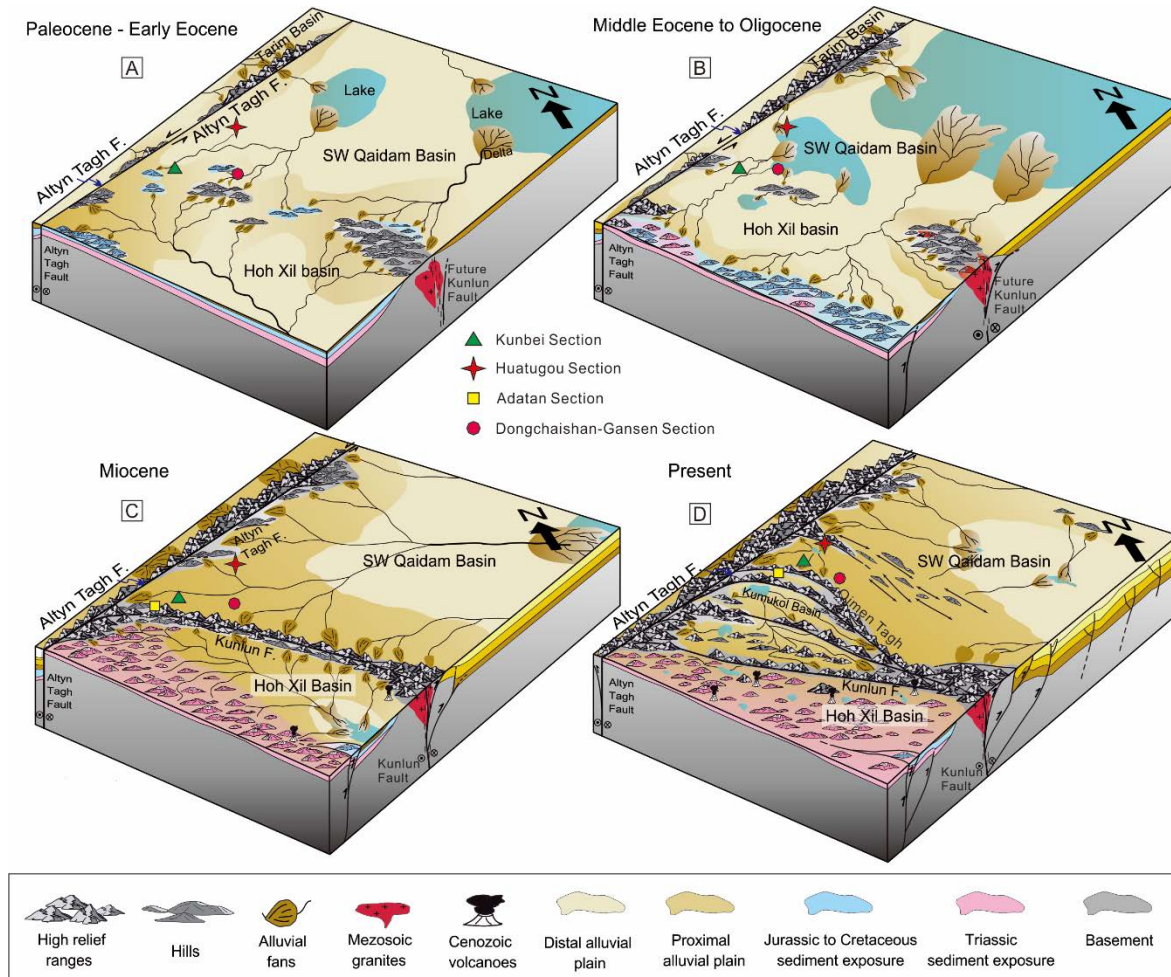 Paleocene - Early Eocene
A
Tarim Basin
Altyn Tagh F.
Altyn Tagh F.
Lake
Lake
Delta
SW Qaidam Basin
N
Hoh Xil basin
Altyn
Tagh
Fault
Future
Kunlun
Fault
Middle Eocene to Oligocene
B
Tarim Basin
Altyn Tagh F.
N
SW Qaidam Basin
Hoh Xil basin
Altyn
Tagh
Fault
Future
Kunlun
Fault
Kunbei Section
Huatugou Section
Adatan Section
Dongchaishan-Gansen Section
Miocene
C
Altyn Tagh F.
Altyn
Tagh F.
N
SW Qaidam Basin
Kunlun F.
Hoh Xil Basin
Altyn
Tagh
Fault
Kunlun
Fault
Present
D
Altyn Tagh F.
N
SW Qaidam Basin
Kumukol Basin
Qimen Tagh
Kunlun F.
Hoh Xil Basin
Altyn
Tagh
Fault
Kunlun
Fault
High relief
ranges
Hills
Alluvial
fans
Mezosoic
granites
Cenozoic
volcanoes
Distal alluvial
plain
Proximal
alluvial plain
Jurassic to Cretaceous
sediment exposure
Triassic
sediment exposure
Basement